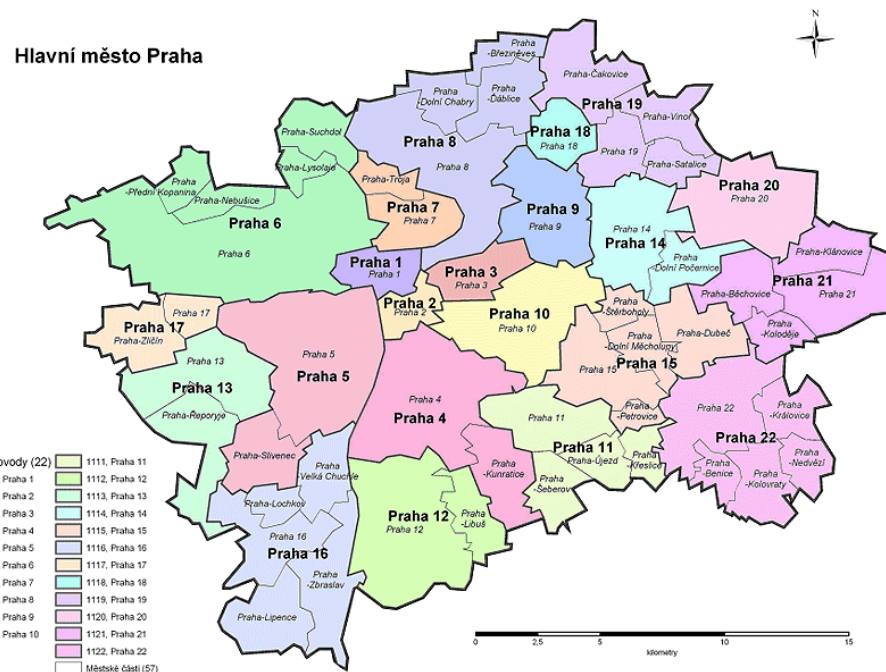 Hlavní město Praha
N
Praha
-Březiněves
Praha-Čakovice
Praha
-Dolní Chabry
Praha
-Ďáblice
Praha 19
Praha-Vinoř
Praha 18
Praha 18
Praha-Suchdol
Praha 8
Praha 8
Praha 19
Praha-Satalice
Praha-Lysolaje
Praha-Troja
Praha
-Přední Kopanina
Praha-Nebušice
Praha 20
Praha 20
Praha 7
Praha 7
Praha 9
Praha 9
Praha 6
Praha 6
Praha 14
Praha 14
Praha-Klánovice
Praha
-Dolní Počernice
Praha 1
Praha 1
Praha 3
Praha 3
Praha 21
Praha 21
Praha-Běchovice
Praha 2
Praha 2
Praha 10
Praha 10
Praha
-Štěrboholy
Praha
-Koloděje
Praha 17
Praha 17
Praha-Zličín
Praha
-Dolní Měcholupy
Praha-Dubeč
Praha 5
Praha 5
Praha 13
Praha 13
Praha 15
Praha 15
Praha-Řeporyje
Praha 4
Praha 4
Praha
-Petrovice
Praha 11
Praha 11
Praha 22
Praha 22
Praha
-Královice
Praha-Slivenec
Praha-Újezd
Praha
-Křeslice
Praha
-Nedvězí
Praha
-Benice
Praha
-Kolovraty
Praha
-Kunratice
Praha
-Šeberov
Praha
Velká Chuchle
Praha-Lochkov
Praha 12
Praha 12
Praha
-Libuš
Praha 16
Praha 16
Praha
-Zbraslav
Praha-Lipence
vody (22)
Praha 1
Praha 2
Praha 3
Praha 4
Praha 5
Praha 6
Praha 7
Praha 8
Praha 9
Praha 10
1111, Praha 11
1112, Praha 12
1113, Praha 13
1114, Praha 14
1115, Praha 15
1116, Praha 16
1117, Praha 17
1118, Praha 18
1119, Praha 19
1120, Praha 20
1121, Praha 21
1122, Praha 22
Městské části (57)
0 2,5 5 10 15
kilometry